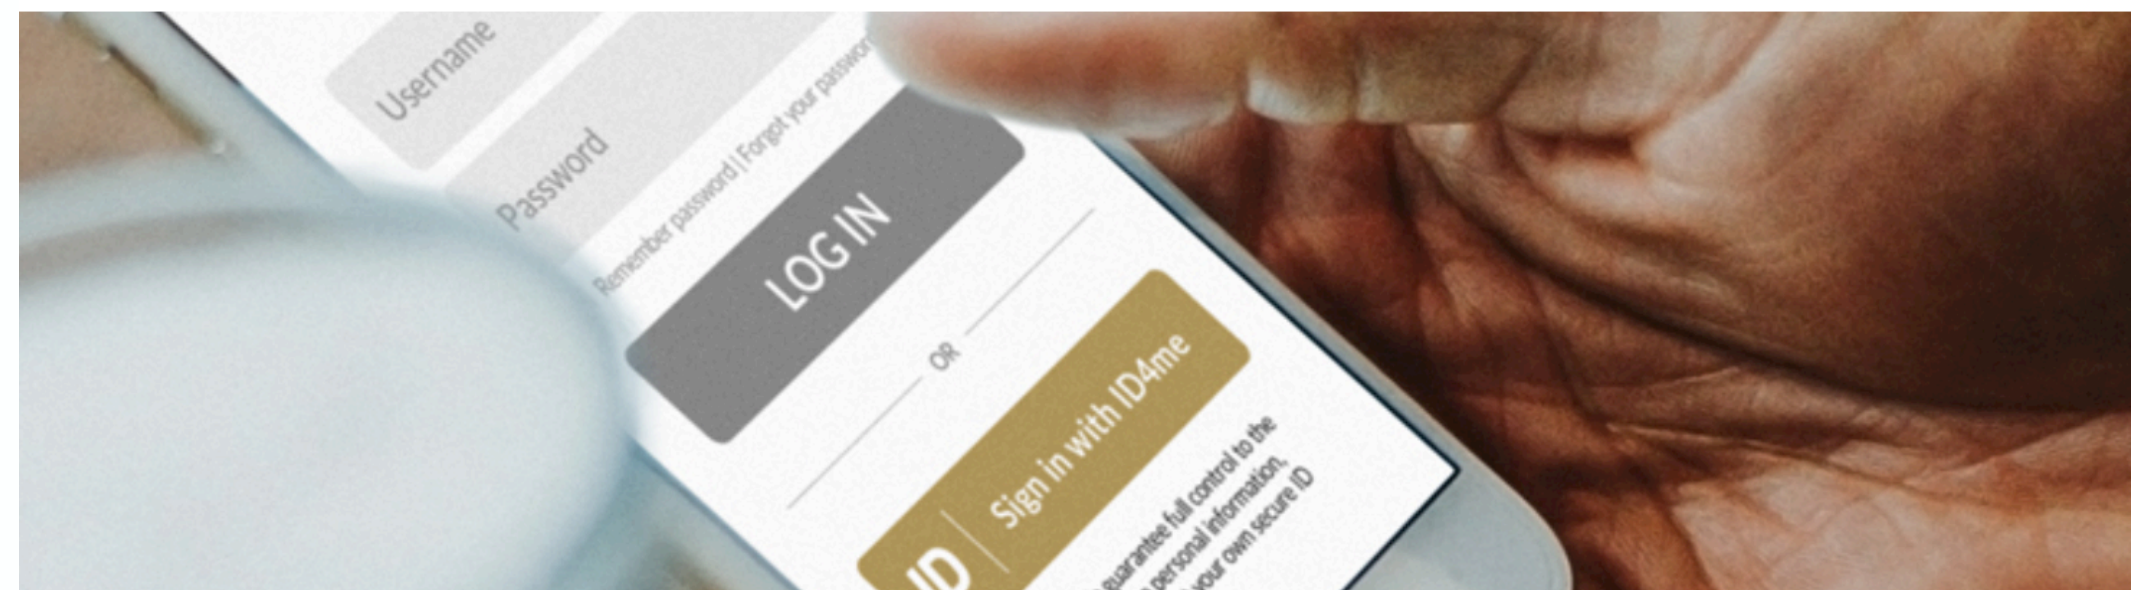 Username
Password
Remember password | Forgot your
LOG IN
OR
ID
Sign in with ID4me
guarantee full control to the
personal information,
your own secure ID